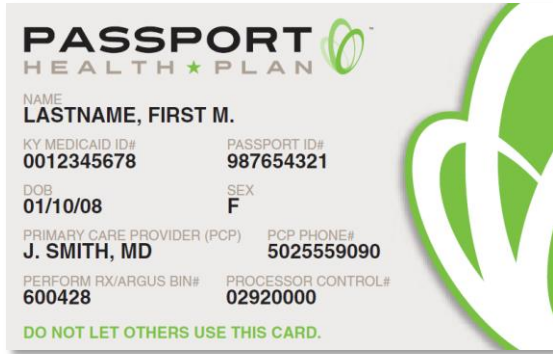 PASSPORT ™
HEALTH★PLAN
NAME
LASTNAME, FIRST M.
KY MEDICAID ID# PASSPORT ID#
0012345678 987654321
DOB SEX
01/10/08 F
PRIMARY CARE PROVIDER (PCP) PCP PHONE#
J. SMITH, MD 5025559090
PERFORM RX/ARGUS BIN# PROCESSOR CONTROL#
600428 02920000
DO NOT LET OTHERS USE THIS CARD.